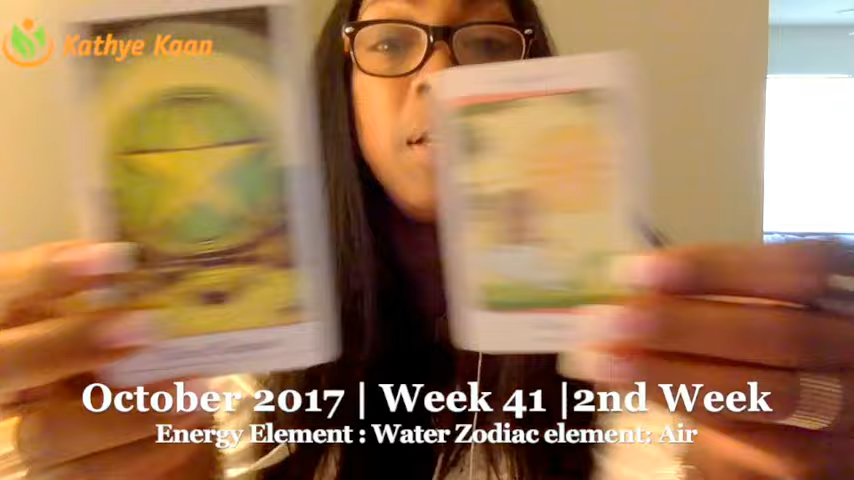 Kathye Kaan
October 2017 | Week 41 |2nd Week
Energy Element : Water Zodiac element: Air